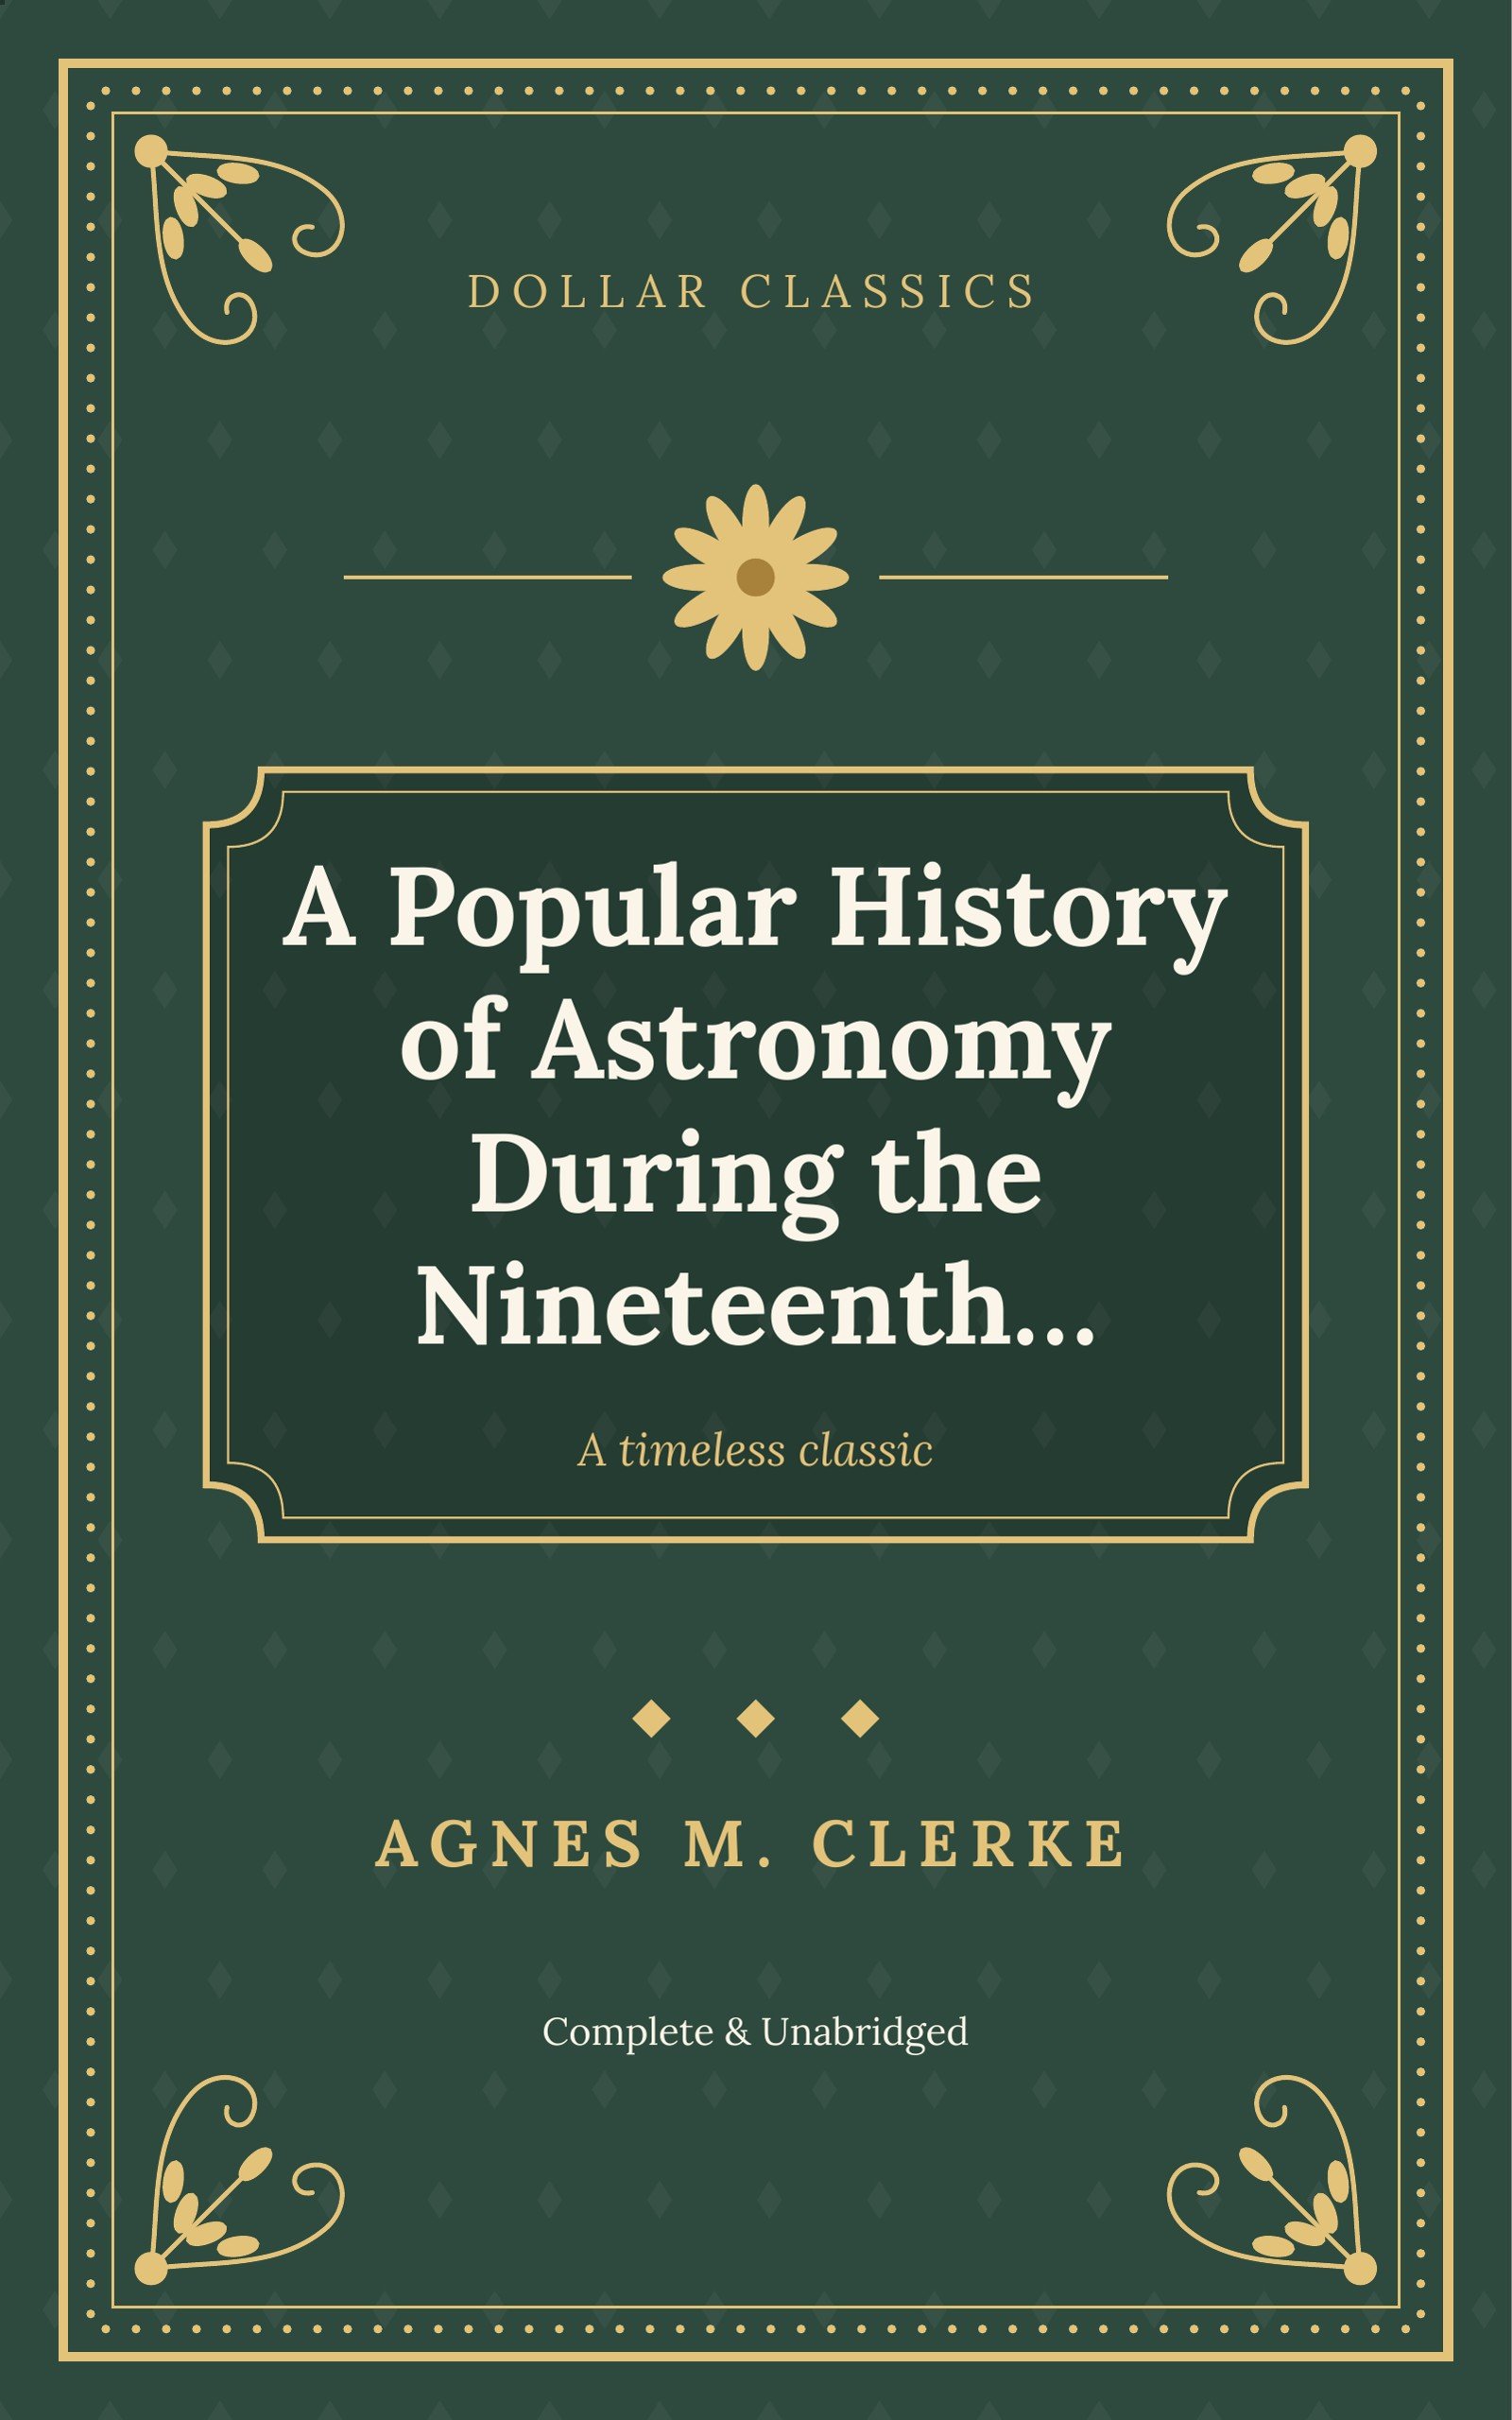 DOLLAR CLASSICS
A Popular History
of Astronomy
During the
Nineteenth...
A timeless classic
AGNES M. CLERKE
Complete & Unabridged